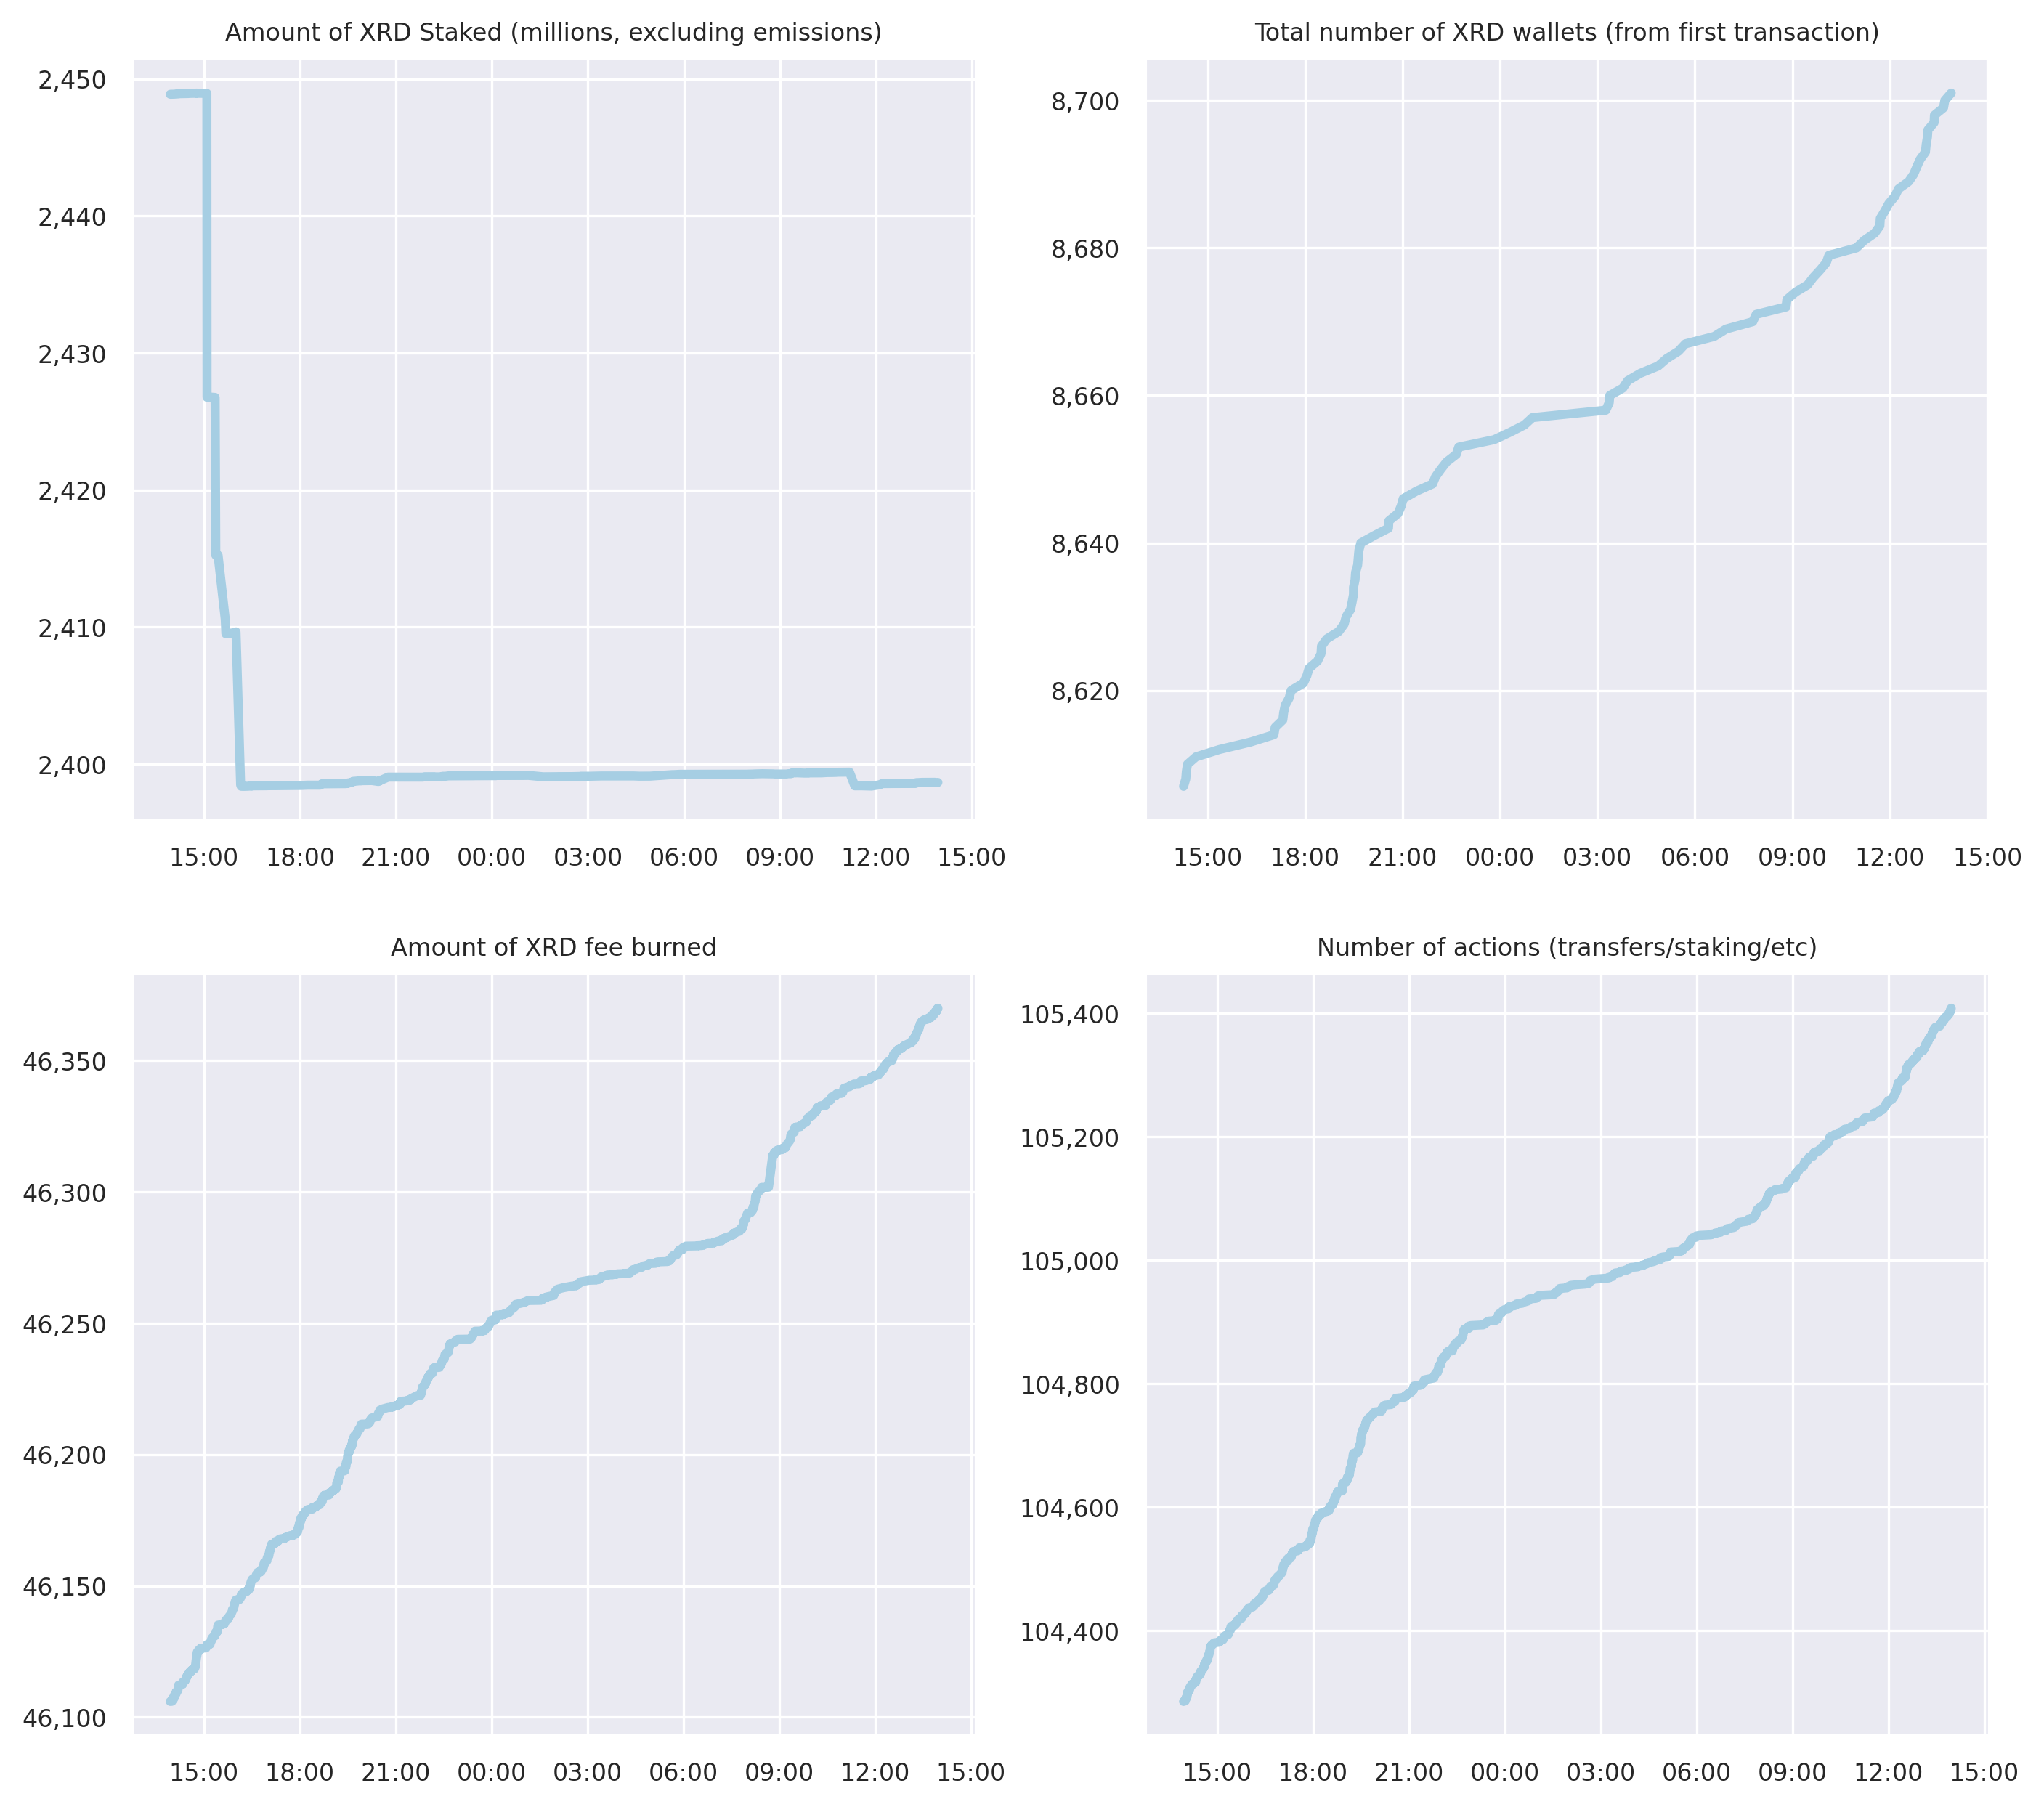 Amount of XRD Staked (millions, excluding emissions)
2,450
2,440
2,430
2,420
2,410
2,400
15:00 18:00 21:00 00:00 03:00 06:00 09:00 12:00 15:00
Total number of XRD wallets (from first transaction)
8,700
8,680
8,660
8,640
8,620
15:00 18:00 21:00 00:00 03:00 06:00 09:00 12:00 15:00
Amount of XRD fee burned
46,350
46,300
46,250
46,200
46,150
46,100
15:00 18:00 21:00 00:00 03:00 06:00 09:00 12:00 15:00
Number of actions (transfers/staking/etc)
105,400
105,200
105,000
104,800
104,600
104,400
15:00 18:00 21:00 00:00 03:00 06:00 09:00 12:00 15:00